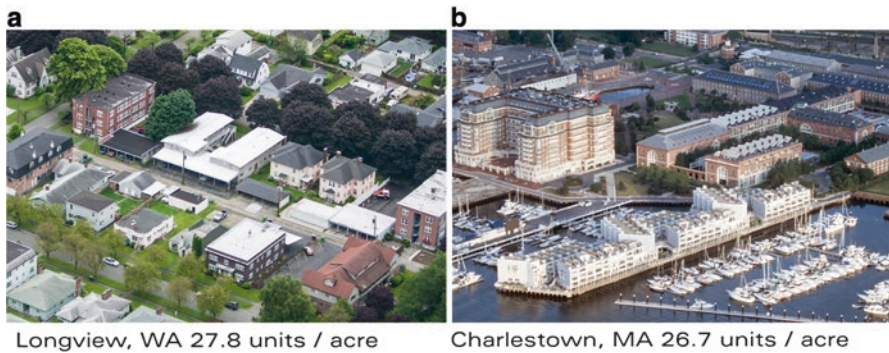 a
b
Longview, WA 27.8 units / acre
Charlestown, MA 26.7 units / acre